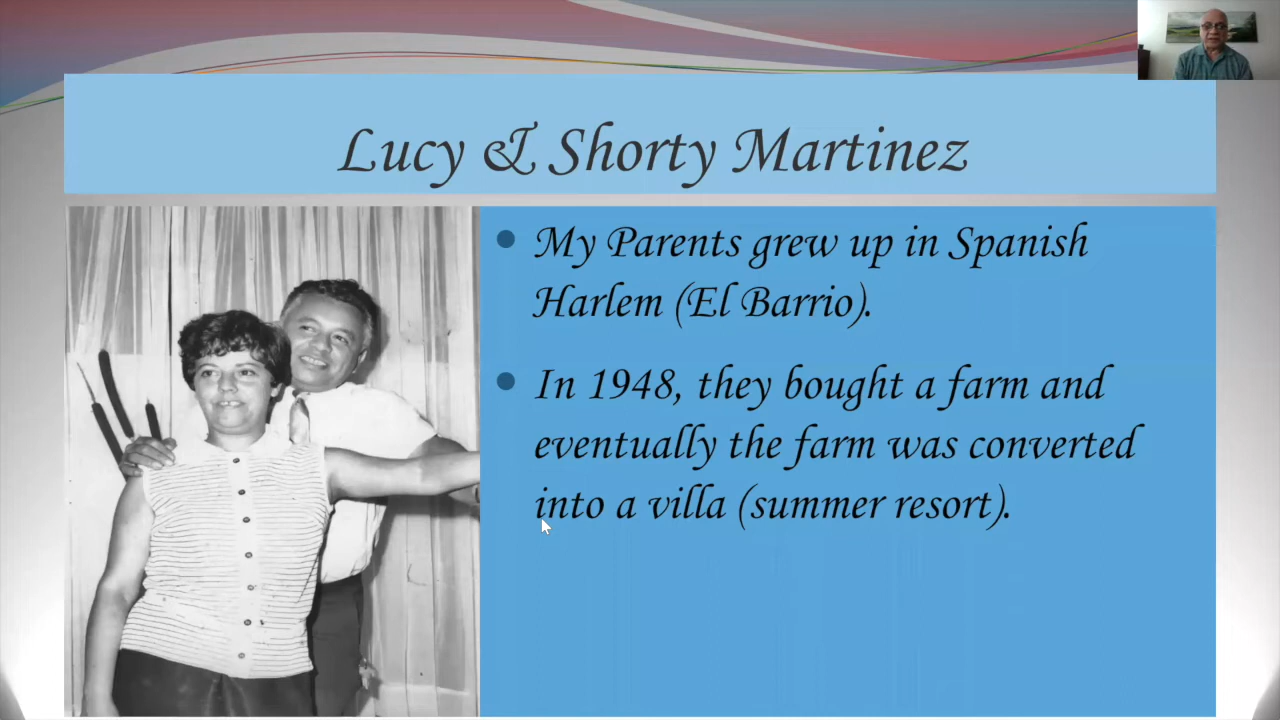 Lucy & Shorty Martinez
My Parents grew up in Spanish
Harlem (El Barrio).
In 1948, they bought a farm and
eventually the farm was converted
into a villa (summer resort).